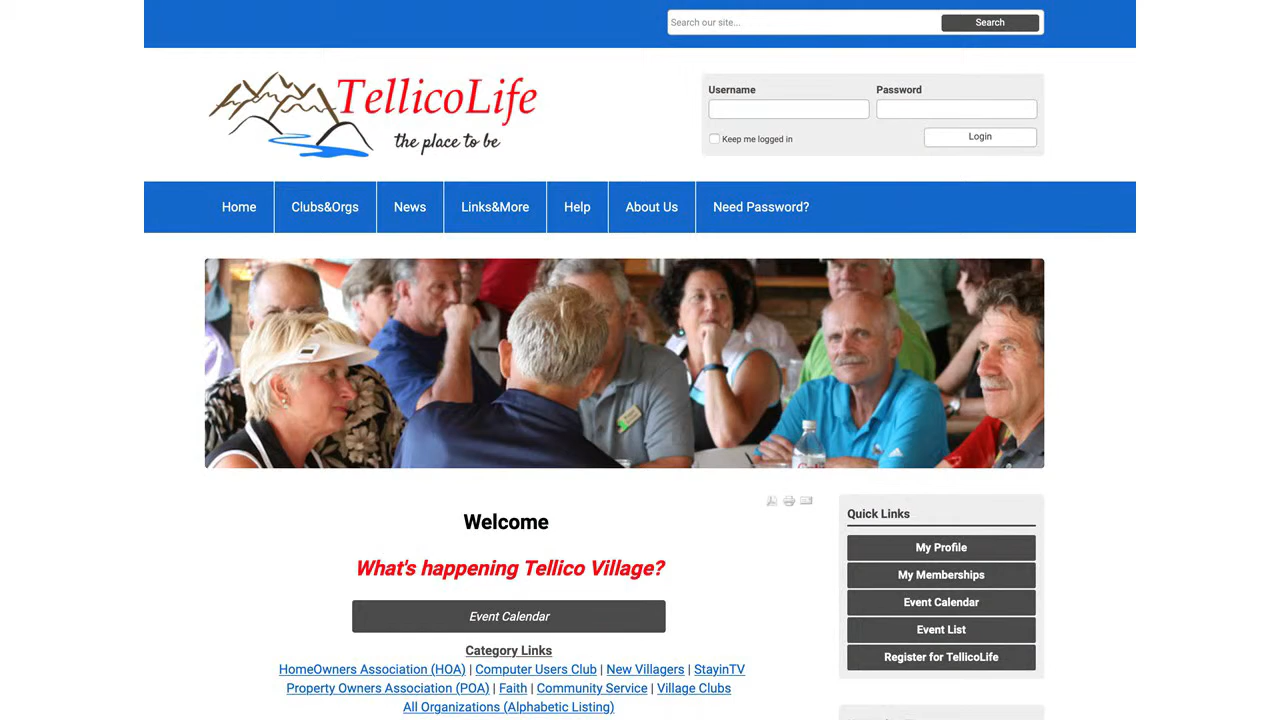 Search our site...
Search
TellicoLife
the place to be
Username
Password
Keep me logged in
Login
Home
Clubs&Orgs
News
Links&More
Help
About Us
Need Password?
Welcome
What's happening Tellico Village?
Event Calendar
Category Links
HomeOwners Association (HOA) | Computer Users Club | New Villagers | StayinTV
Property Owners Association (POA) | Faith | Community Service | Village Clubs
All Organizations (Alphabetic Listing)
Quick Links
My Profile
My Memberships
Event Calendar
Event List
Register for TellicoLife